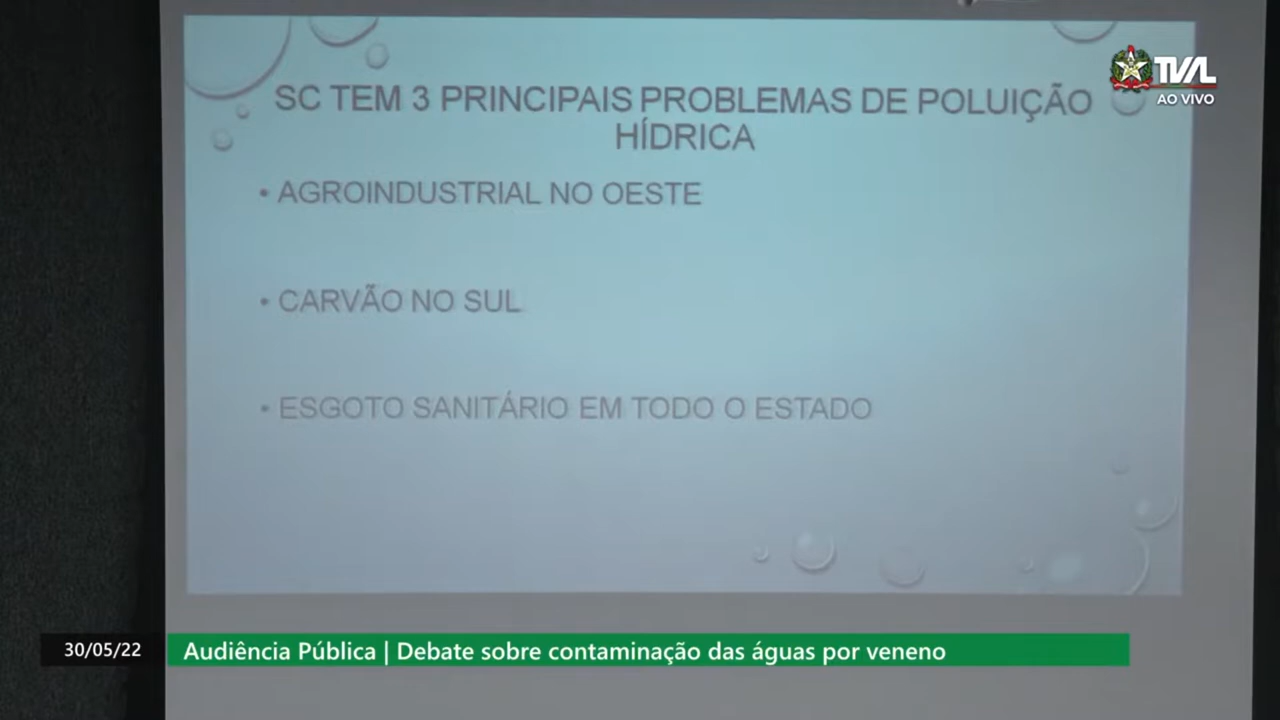 SC TEM 3 PRINCIPAIS PROBLEMAS DE POLUIÇÃO
HÍDRICA
• AGROINDUSTRIAL NO OESTE
• CARVÃO NO SUL
• ESGOTO SANITÁRIO EM TODO O ESTADO
TVAL
AO VIVO
30/05/22
Audiência Pública | Debate sobre contaminação das águas por veneno